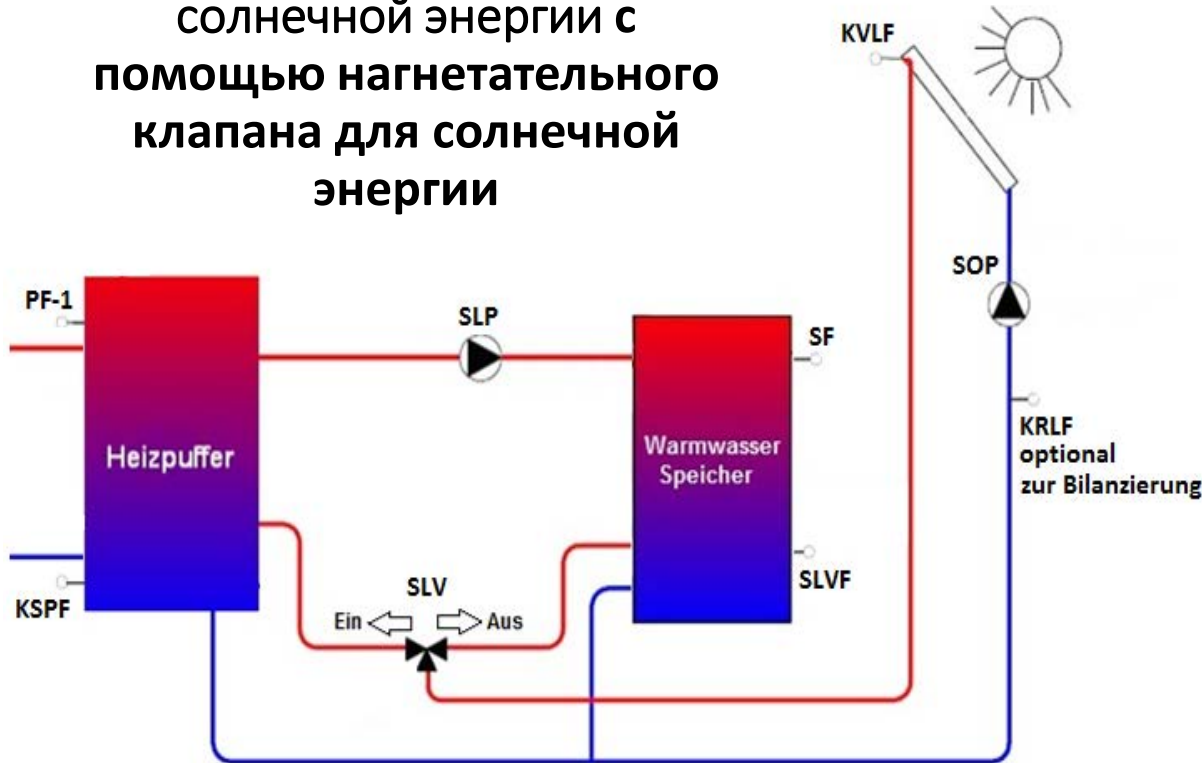 солнечной энергии с
помощью нагнетательного
клапана для солнечной
энергии
KVLF
SOP
PF-1
SLP
SF
KRLF
optional
zur Bilanzierung
Heizpuffer
Warmwasser
Speicher
KSPF
SLV
SLVF
Ein
Aus